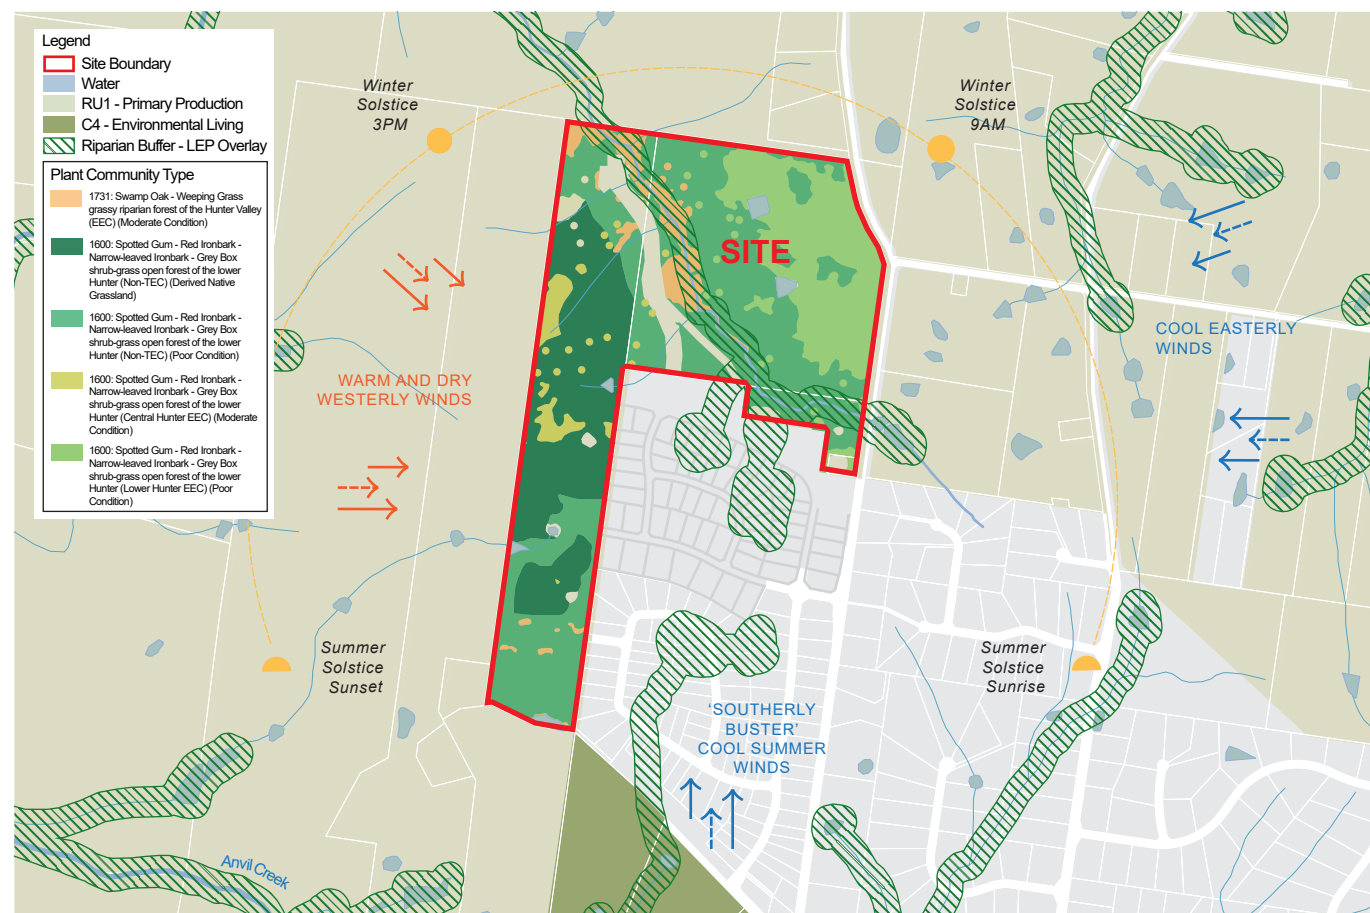 Legend
Site Boundary
Water
RU1 - Primary Production
C4 - Environmental Living
Riparian Buffer - LEP Overlay
Plant Community Type
1731: Swamp Oak - Weeping Grass
grassy riparian forest of the Hunter Valley
(EEC) (Moderate Condition)
1600: Spotted Gum - Red Ironbark -
Narrow-leaved Ironbark - Grey Box
shrub-grass open forest of the lower
Hunter (Non-TEC) (Derived Native
Grassland)
1600: Spotted Gum - Red Ironbark -
Narrow-leaved Ironbark - Grey Box
shrub-grass open forest of the lower
Hunter (Non-TEC) (Poor Condition)
1600: Spotted Gum - Red Ironbark -
Narrow-leaved Ironbark - Grey Box
shrub-grass open forest of the lower
Hunter (Central Hunter EEC) (Moderate
Condition)
1600: Spotted Gum - Red Ironbark -
Narrow-leaved Ironbark - Grey Box
shrub-grass open forest of the lower
Hunter (Lower Hunter EEC) (Poor
Condition)
Winter
Solstice
3PM
Winter
Solstice
9AM
SITE
COOL EASTERLY
WINDS
WARM AND DRY
WESTERLY WINDS
Summer
Solstice
Sunset
Summer
Solstice
Sunrise
‘SOUTHERLY
BUSTER’
COOL SUMMER
WINDS
Anvil Creek